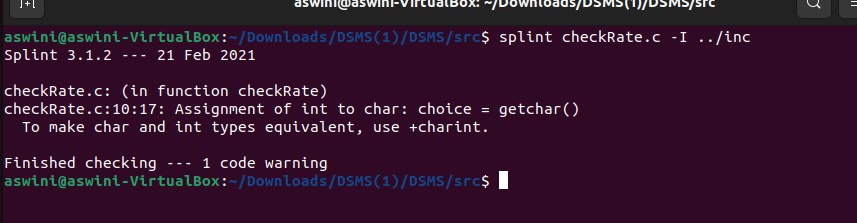 aswini@aswini-VirtualBox: ~/Downloads/DSMS(1)/DSMS/src
aswini@aswini-VirtualBox:~/Downloads/DSMS(1)/DSMS/src$ splint checkRate.c -I ../inc
Splint 3.1.2 --- 21 Feb 2021
checkRate.c: (in function checkRate)
checkRate.c:10:17: Assignment of int to char: choice = getchar()
To make char and int types equivalent, use +charint.
Finished checking --- 1 code warning
aswini@aswini-VirtualBox:~/Downloads/DSMS(1)/DSMS/src$